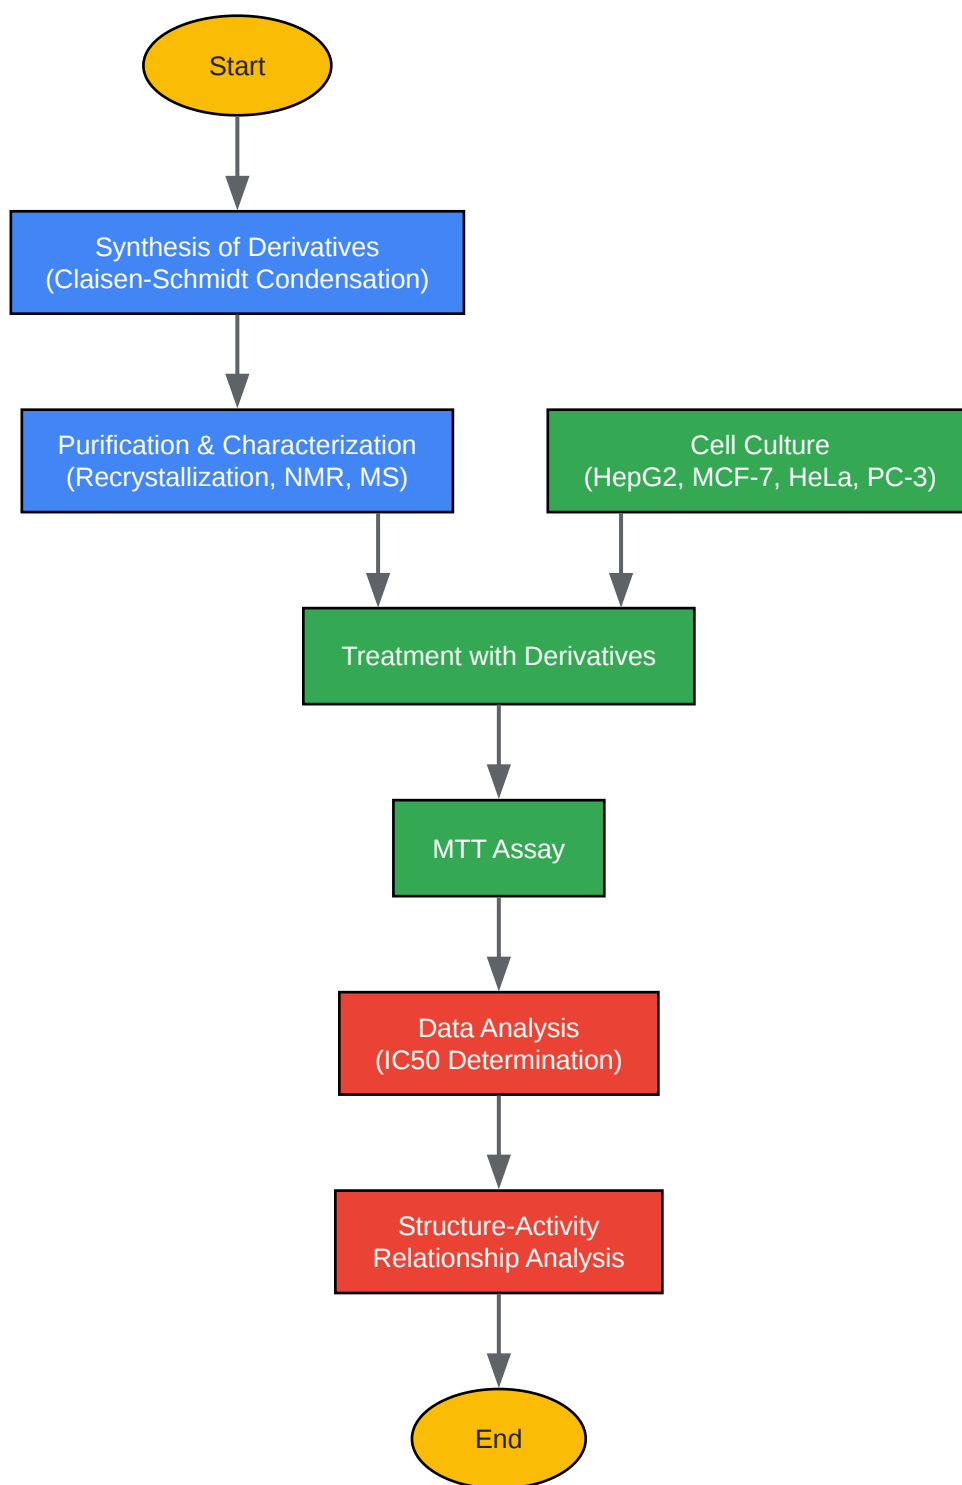 Start
Synthesis of Derivatives
(Claisen-Schmidt Condensation)
Purification & Characterization
(Recrystallization, NMR, MS)
Cell Culture
(HepG2, MCF-7, HeLa, PC-3)
Treatment with Derivatives
MTT Assay
Data Analysis
(IC50 Determination)
Structure-Activity
Relationship Analysis
End